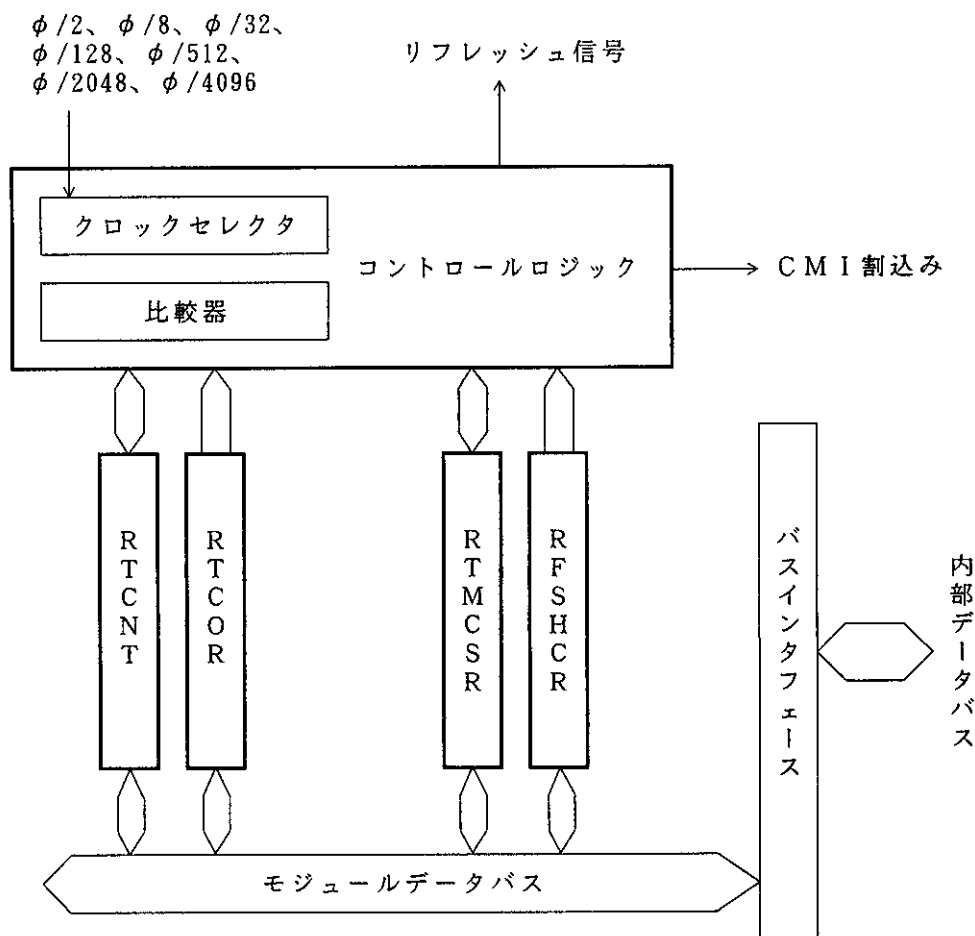 φ/2、φ/8、φ/32、
φ/128、φ/512、
φ/2048、φ/4096
リフレッシュ信号
クロックセレクタ
コントロールロジック
比較器
CMI割込み
RTCNT
RTCOR
RTMCSR
RFSHCR
バスインタフェース
内部データバス
モジュールデータバス